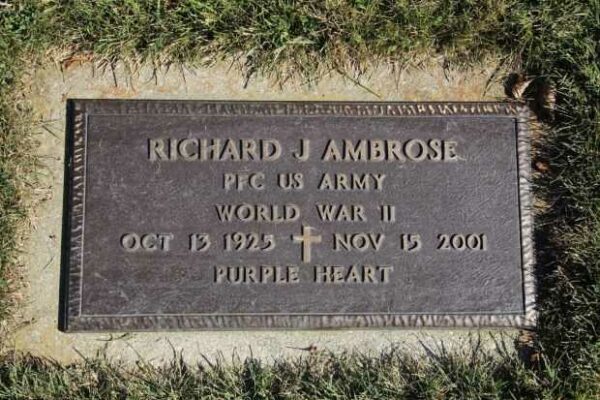 RICHARD J AMBROSE
PFC US ARMY
WORLD WAR II
OCT 13 1925 NOV 15 2001
PURPLE HEART